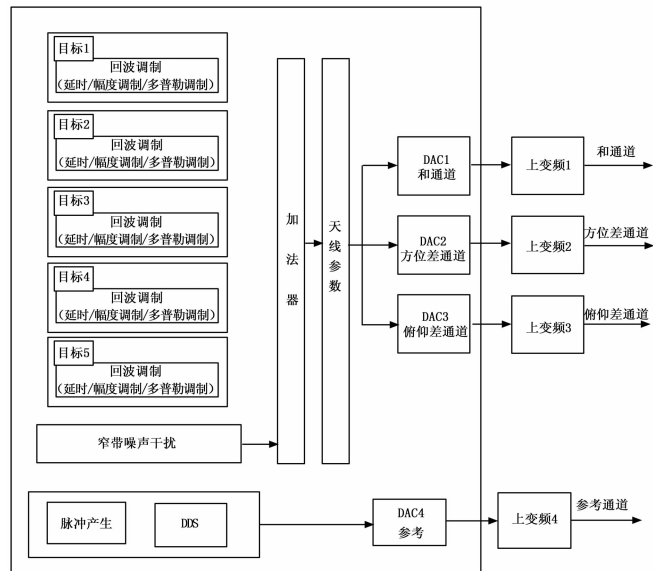 目标1
回波调制
(延时/幅度调制/多普勒调制)
目标2
回波调制
(延时/幅度调制/多普勒调制)
目标3
回波调制
(延时/幅度调制/多普勒调制)
目标4
回波调制
(延时/幅度调制/多普勒调制)
目标5
回波调制
(延时/幅度调制/多普勒调制)
窄带噪声干扰
加法器
天线参数
DAC1
和通道
上变频1
和通道
DAC2
方位差通道
上变频2
方位差通道
DAC3
俯仰差通道
上变频3
俯仰差通道
脉冲产生
DDS
DAC4
参考
上变频4
参考通道